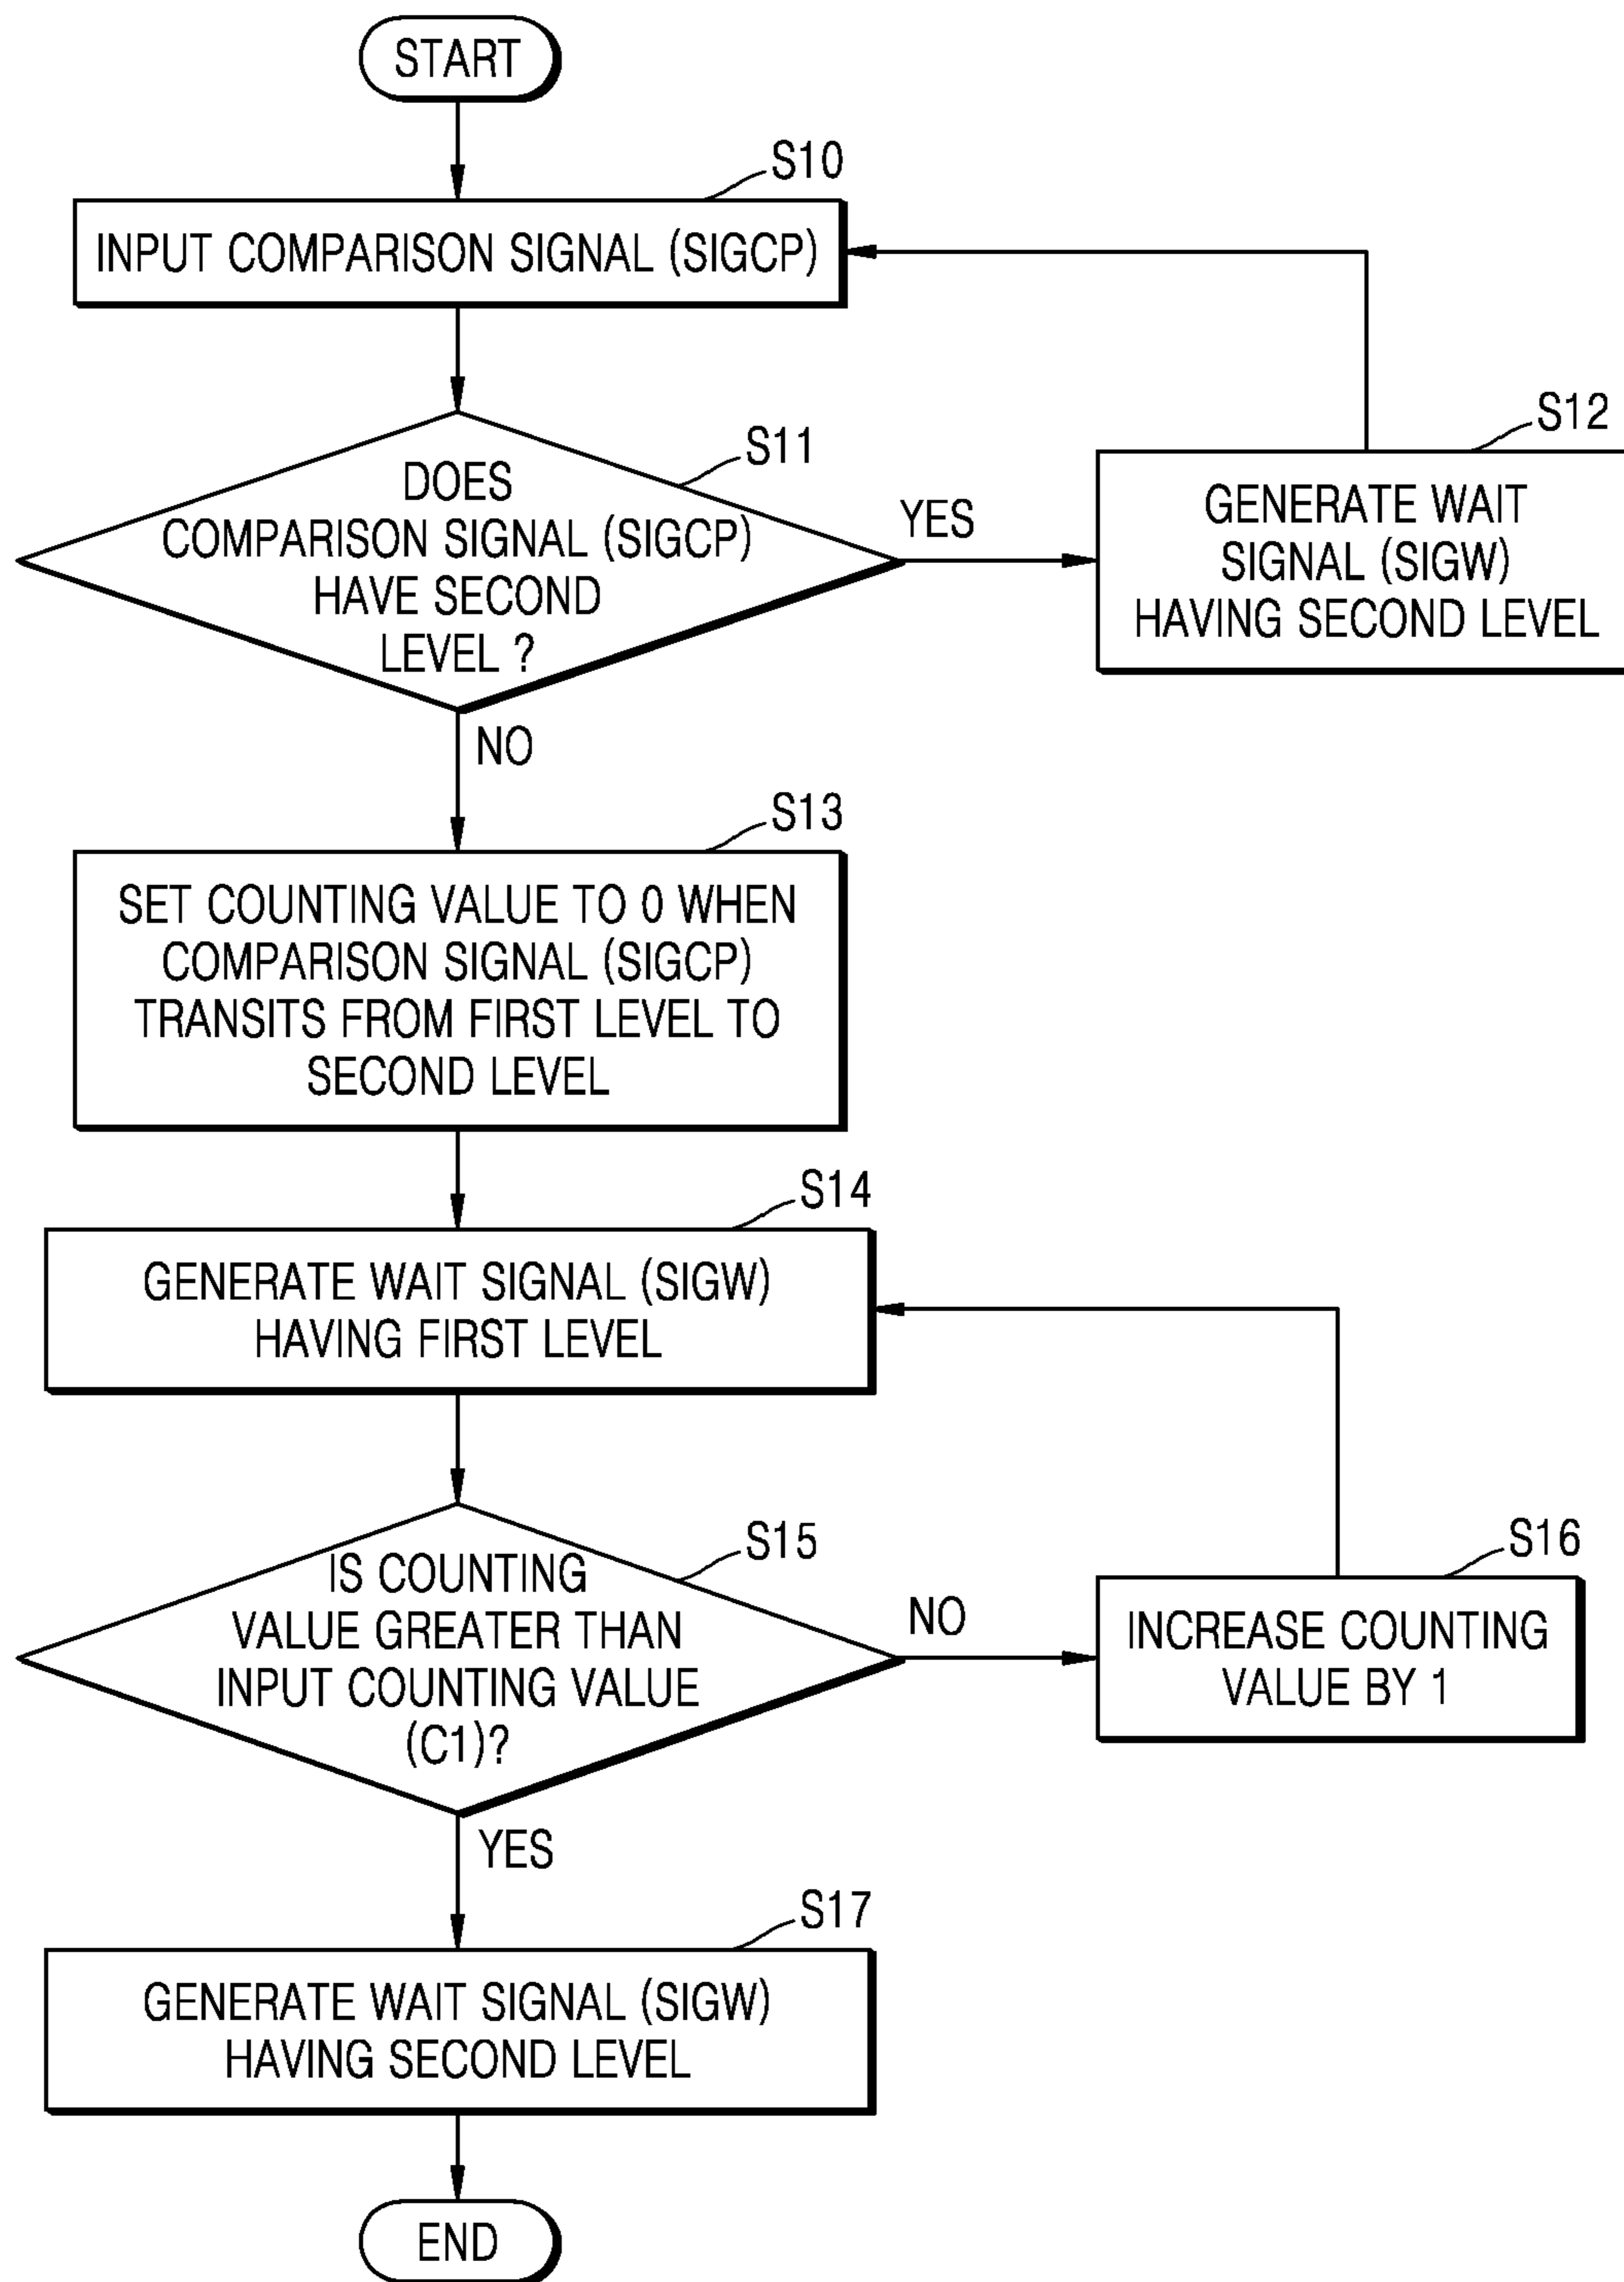 START
S10
INPUT COMPARISON SIGNAL (SIGCP)
S11
DOES
COMPARISON SIGNAL (SIGCP)
HAVE SECOND
LEVEL ?
YES
S12
GENERATE WAIT
SIGNAL (SIGW)
HAVING SECOND LEVEL
NO
S13
SET COUNTING VALUE TO 0 WHEN
COMPARISON SIGNAL (SIGCP)
TRANSITS FROM FIRST LEVEL TO
SECOND LEVEL
S14
GENERATE WAIT SIGNAL (SIGW)
HAVING FIRST LEVEL
S15
IS COUNTING
VALUE GREATER THAN
INPUT COUNTING VALUE
(C1)?
NO
S16
INCREASE COUNTING
VALUE BY 1
YES
S17
GENERATE WAIT SIGNAL (SIGW)
HAVING SECOND LEVEL
END